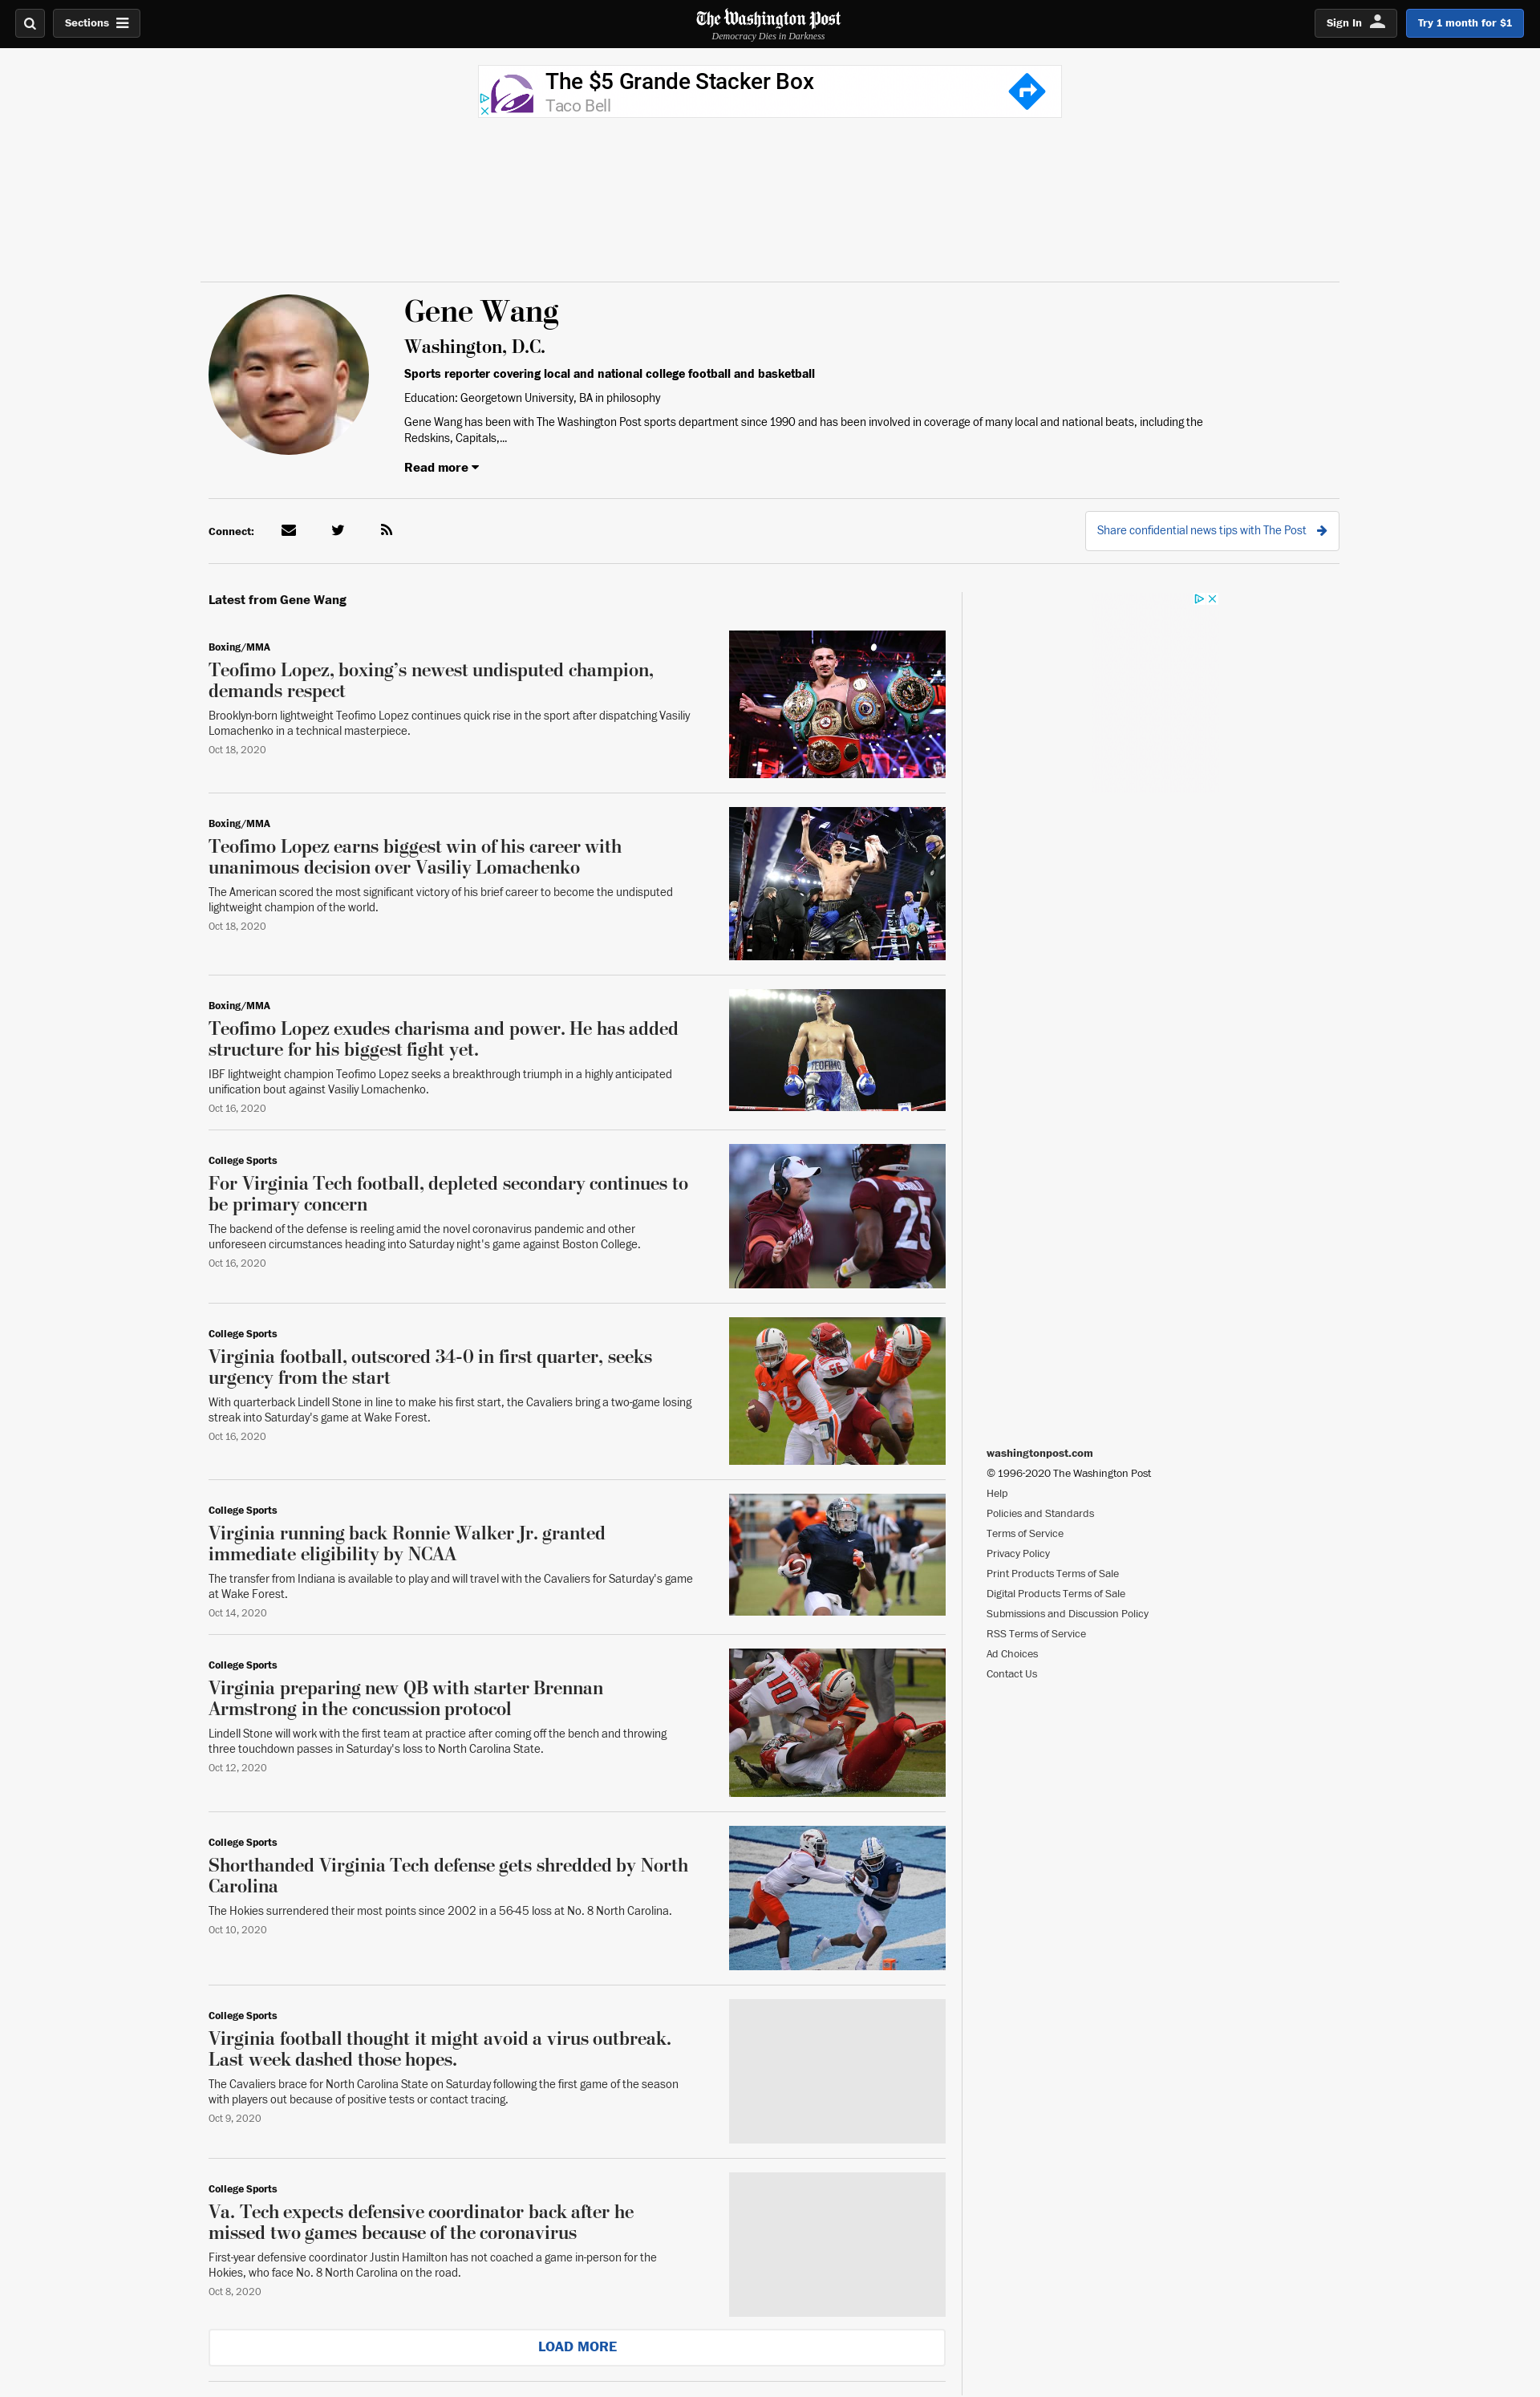 Sections
The Washington Post
Democracy Dies in Darkness
Sign In
Try 1 month for $1
The $5 Grande Stacker Box
Taco Bell
Gene Wang
Washington, D.C.
Sports reporter covering local and national college football and basketball
Education: Georgetown University, BA in philosophy
Gene Wang has been with The Washington Post sports department since 1990 and has been involved in coverage of many local and national beats, including the
Redskins, Capitals,...
Read more
Connect:
Share confidential news tips with The Post
Latest from Gene Wang
Boxing/MMA
Teofimo Lopez, boxing’s newest undisputed champion,
demands respect
Brooklyn-born lightweight Teofimo Lopez continues quick rise in the sport after dispatching Vasiliy
Lomachenko in a technical masterpiece.
Oct 18, 2020
Boxing/MMA
Teofimo Lopez earns biggest win of his career with
unanimous decision over Vasiliy Lomachenko
The American scored the most significant victory of his brief career to become the undisputed
lightweight champion of the world.
Oct 18, 2020
Boxing/MMA
Teofimo Lopez exudes charisma and power. He has added
structure for his biggest fight yet.
IBF lightweight champion Teofimo Lopez seeks a breakthrough triumph in a highly anticipated
unification bout against Vasiliy Lomachenko.
Oct 16, 2020
TEOFIMO
College Sports
For Virginia Tech football, depleted secondary continues to
be primary concern
The backend of the defense is reeling amid the novel coronavirus pandemic and other
unforeseen circumstances heading into Saturday night's game against Boston College.
Oct 16, 2020
25
College Sports
Virginia football, outscored 34-0 in first quarter, seeks
urgency from the start
With quarterback Lindell Stone in line to make his first start, the Cavaliers bring a two-game losing
streak into Saturday's game at Wake Forest.
Oct 16, 2020
56
College Sports
Virginia running back Ronnie Walker Jr. granted
immediate eligibility by NCAA
The transfer from Indiana is available to play and will travel with the Cavaliers for Saturday's game
at Wake Forest.
Oct 14, 2020
College Sports
Virginia preparing new QB with starter Brennan
Armstrong in the concussion protocol
Lindell Stone will work with the first team at practice after coming off the bench and throwing
three touchdown passes in Saturday's loss to North Carolina State.
Oct 12, 2020
10
College Sports
Shorthanded Virginia Tech defense gets shredded by North
Carolina
The Hokies surrendered their most points since 2002 in a 56-45 loss at No. 8 North Carolina.
Oct 10, 2020
College Sports
Virginia football thought it might avoid a virus outbreak.
Last week dashed those hopes.
The Cavaliers brace for North Carolina State on Saturday following the first game of the season
with players out because of positive tests or contact tracing.
Oct 9, 2020
College Sports
Va. Tech expects defensive coordinator back after he
missed two games because of the coronavirus
First-year defensive coordinator Justin Hamilton has not coached a game in-person for the
Hokies, who face No. 8 North Carolina on the road.
Oct 8, 2020
LOAD MORE
washingtonpost.com
© 1996-2020 The Washington Post
Help
Policies and Standards
Terms of Service
Privacy Policy
Print Products Terms of Sale
Digital Products Terms of Sale
Submissions and Discussion Policy
RSS Terms of Service
Ad Choices
Contact Us